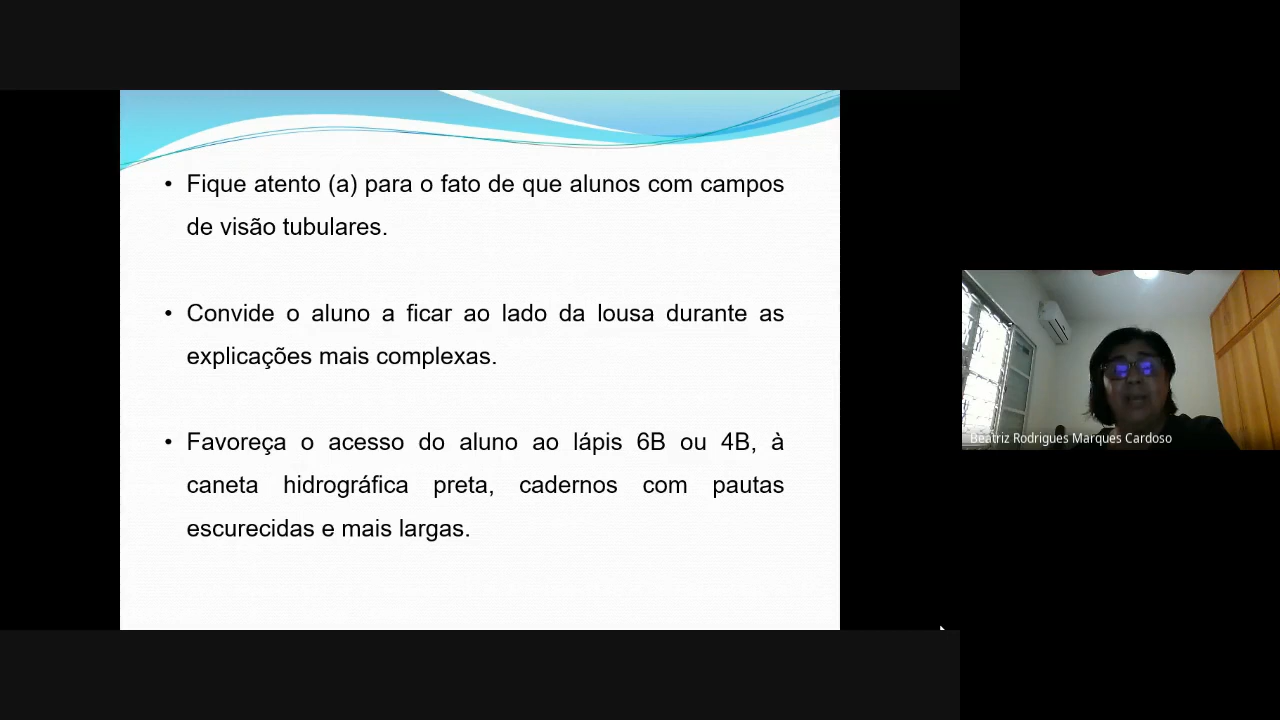 • Fique atento (a) para o fato de que alunos com campos
de visão tubulares.
• Convide o aluno a ficar ao lado da lousa durante as
explicações mais complexas.
• Favoreça o acesso do aluno ao lápis 6B ou 4B, à
caneta hidrográfica preta, cadernos com pautas
escurecidas e mais largas.
Beatriz Rodrigues Marques Cardoso